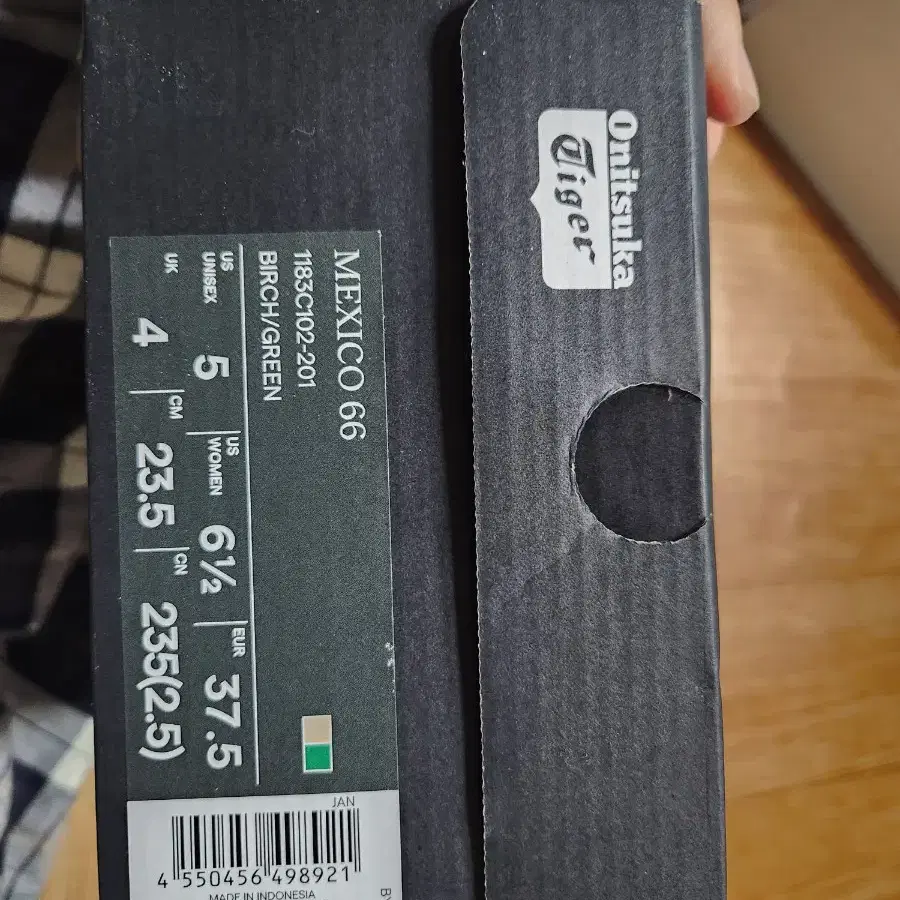 Onitsuka
Tiger
MEXICO 66
1183C102-201
BIRCH/GREEN
US
UNISEX
5
US
WOMEN
6½
EUR
37.5
UK
4
CM
23.5
CN
235(2.5)
JAN
4 550456 498921
MADE IN INDONESIA